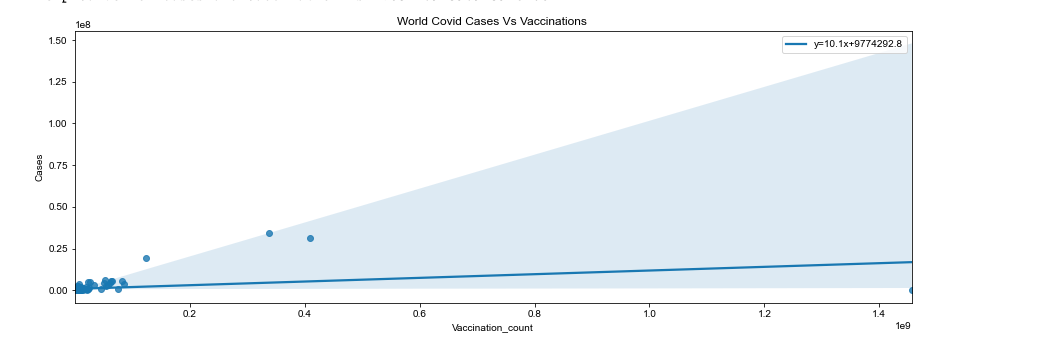 World Covid Cases Vs Vaccinations
1e8
y=10.1x+9774292.8
1.50
1.25
1.00
0.75
0.50
0.25
0.00
Cases
0.2
0.4
0.6
0.8
1.0
1.2
1.4
1e9
Vaccination_count